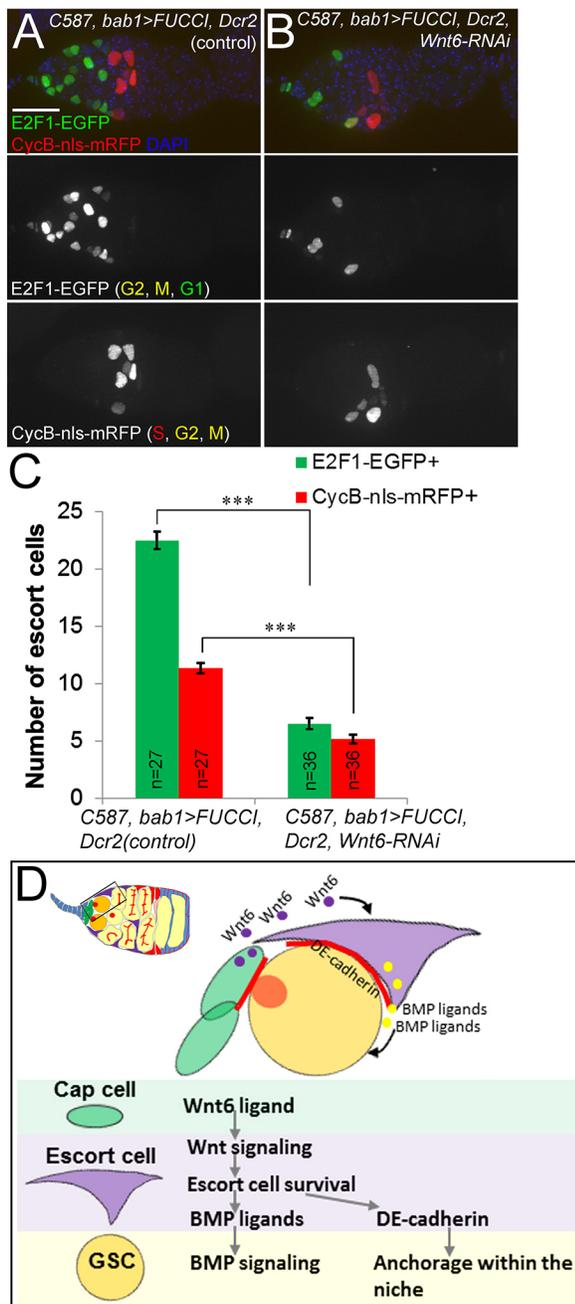 A
C587, bab1>FUCCI, Dcr2
(control)
E2F1-EGFP
CycB-nls-mRFP DAPI
E2F1-EGFP (G2, M, G1)
CycB-nls-mRFP (S, G2, M)
B
C587, bab1>FUCCI, Dcr2,
Wnt6-RNAi
C
E2F1-EGFP+
CycB-nls-mRFP+
Number of escort cells
25
20
15
10
5
0
***
***
n=27
n=27
n=36
n=36
C587, bab1>FUCCI,
Dcr2(control)
C587, bab1>FUCCI,
Dcr2, Wnt6-RNAi
D
Wnt6
Wnt6
Wnt6
DE-cadherin
BMP ligands
BMP ligands
Cap cell
Wnt6 ligand
Escort cell
Wnt signaling
Escort cell survival
BMP ligands
DE-cadherin
GSC
BMP signaling
Anchorage within the
niche